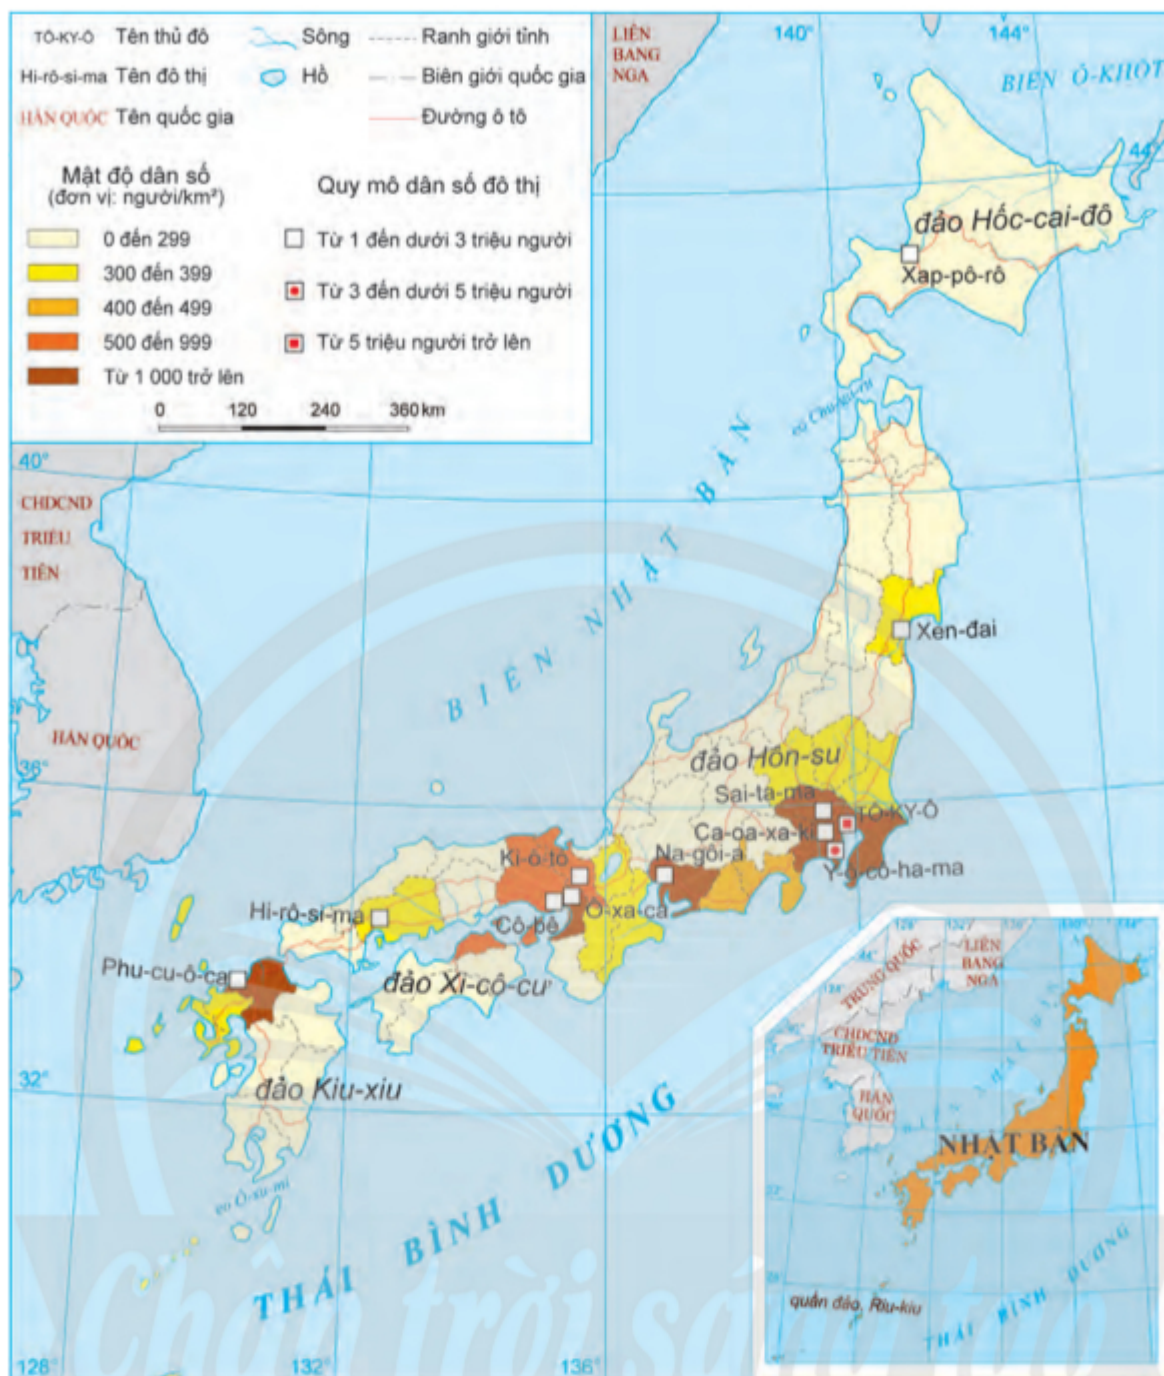 TÔ-KY-Ô Tên thủ đô
Sông
Ranh giới tỉnh
Hi-rô-si-ma Tên đô thị
Hồ
Biên giới quốc gia
HÀN QUỐC Tên quốc gia
Đường ô tô
Mật độ dân số
(đơn vị: người/km²)
0 đến 299
300 đến 399
400 đến 499
500 đến 999
Từ 1 000 trở lên
Quy mô dân số đô thị
Từ 1 đến dưới 3 triệu người
Từ 3 đến dưới 5 triệu người
Từ 5 triệu người trở lên
0 120 240 360 km
140° 144°
LIÊN
BANG
NGA
BIỂN Ô-KHỐT
44°
đảo Hốc-cai-đô
Xap-pô-rô
40°
CHDCND
TRIỀU
TIÊN
BIỂN NHẬT BẢN
Xen-đai
HÀN QUỐC
36°
đảo Hôn-su
Sai-ta-ma
TÔ-KY-Ô
Ca-oa-xa-ki
Na-gôi-a
Y-ô-cô-ha-ma
Ki-ô-tô
Ô-xa-ca
Cô-bê
Hi-rô-si-ma
Phu-cu-ô-ca
đảo Xi-cô-cư
32°
đảo Kiu-xiu
eo Ô-xu-mi
THÁI BÌNH DƯƠNG
128° 132° 136°
Chân trời sáng tạo
TRUNG QUỐC
LIÊN
BANG
NGA
CHDCND
TRIỀU TIÊN
HÀN
QUỐC
NHẬT BẢN
quần đảo, Riu-kiu
THÁI BÌNH DƯƠNG